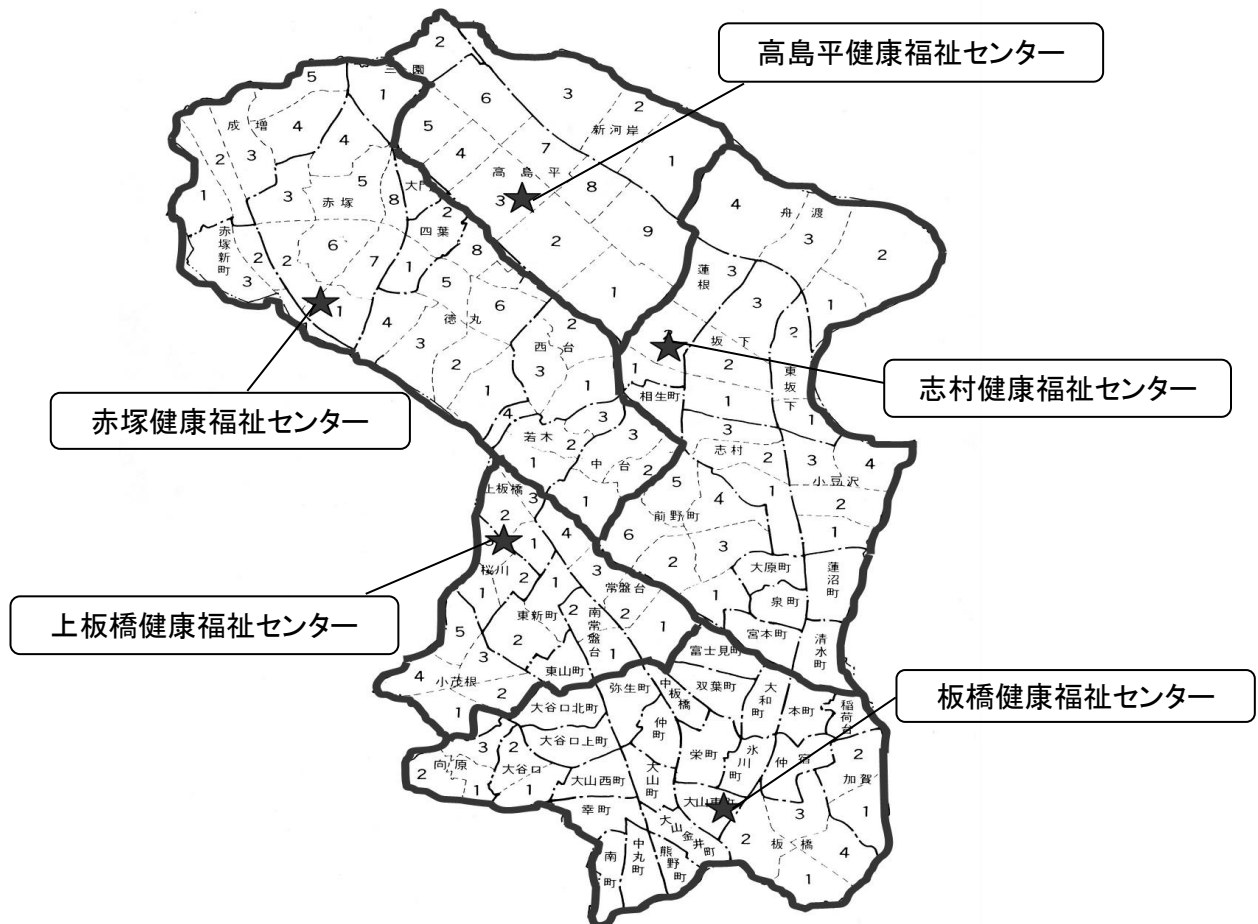 高島平健康福祉センター
2
三園
5
1
6
3
2
成増
4
5
新河岸
4
7
1
2
3
4
高島平
8
5
大門
1
3
赤塚
8
3
4
舟渡
赤塚新町
2
四葉
9
3
2
2
6
8
2
蓮根
3
3
7
1
5
1
3
1
4
徳丸
6
2
2
坂下
2
3
西台
1
相生町
東坂下
志村健康福祉センター
2
3
1
1
1
赤塚健康福祉センター
4
3
3
1
若木
2
3
志村
2
3
4
1
中台
2
5
小豆沢
上板橋
3
1
4
1
2
2
前野町
4
6
3
1
桜川
1
2
3
2
大原町
蓮沼町
1
東新町
2
常盤台
2
泉町
上板橋健康福祉センター
5
2
南常盤台
1
1
宮本町
清水町
3
東山町
1
富士見町
4
小茂根
2
弥生町
中板橋
双葉町
大和町
本町
稲荷台
板橋健康福祉センター
1
大谷口北町
仲町
3
2
大谷口上町
栄町
氷川町
仲宿
2
向原
大谷口
加賀
2
1
1
大山西町
大山町
大山東町
3
1
幸町
大山金井町
2
板橋
4
南町
中丸町
熊野町
1